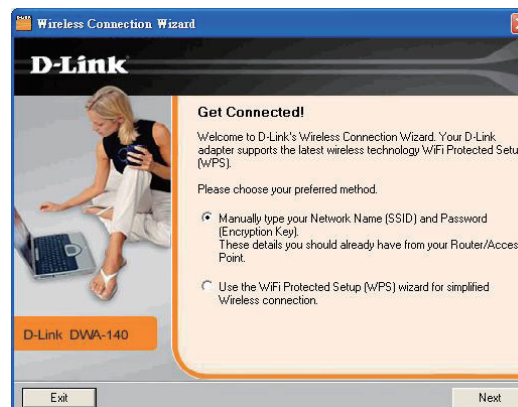 Wireless Connection Wizard
D-Link
Get Connected!
Welcome to D-Link's Wireless Connection Wizard. Your D-Link
adapter supports the latest wireless technology WiFi Protected Setu
(WPS).
Please choose your preferred method.
Manually type your Network Name (SSID) and Password
(Encryption Key).
These details you should already have from your Router/Acces
Point.
Use the WiFi Protected Setup (WPS) wizard for simplified
Wireless connection.
D-Link DWA-140
Exit
Next